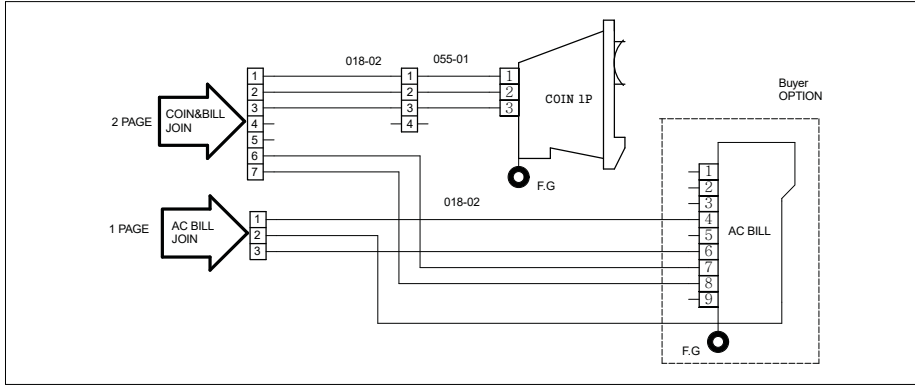 018-02
055-01
1
2
3
4
5
6
7
1
2
3
4
1
2
3
COIN 1P
2 PAGE
COIN&BILL
JOIN
F.G
Buyer
OPTION
1 PAGE
AC BILL
JOIN
1
2
3
018-02
1
2
3
4
5
6
7
8
9
AC BILL
F.G